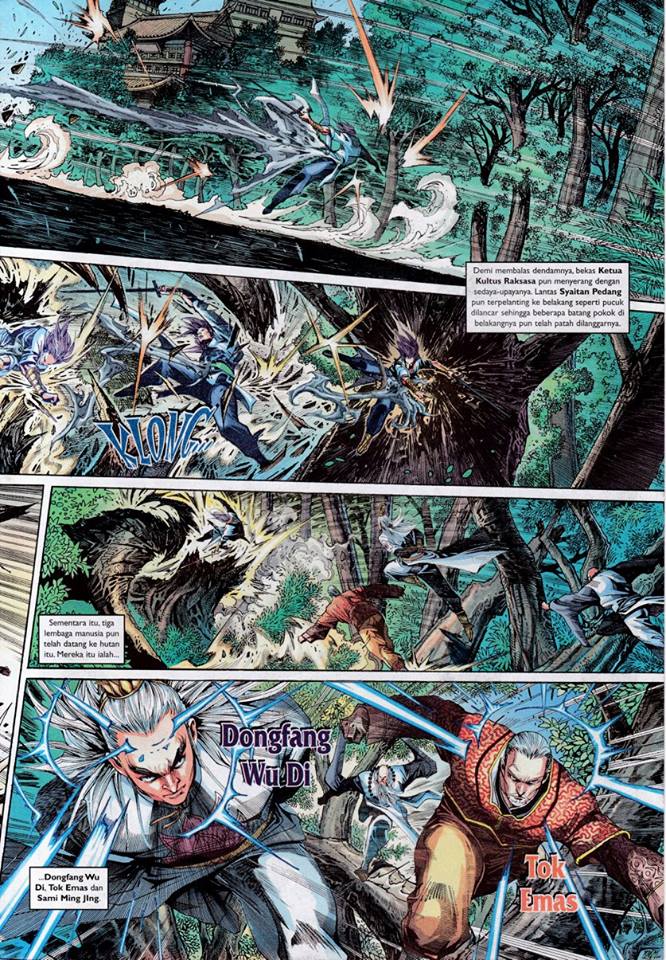 Demi membalas dendamnya, bekas Ketua
Kultus Raksasa pun menyerang dengan
sedaya-upayanya. Lantas Syaitan Pedang
pun terpelanting ke belakang seperti pucuk
dilancar sehingga beberapa batang pokok di
belakangnya pun telah patah dilanggarnya.
KLONG
Sementara itu, tiga
lembaga manusia pun
telah datang ke hutan
itu. Mereka itu ialah...
Dongfang
Wu Di
Tok
Emas
...Dongfang Wu
Di, Tok Emas dan
Sami Ming JIng.